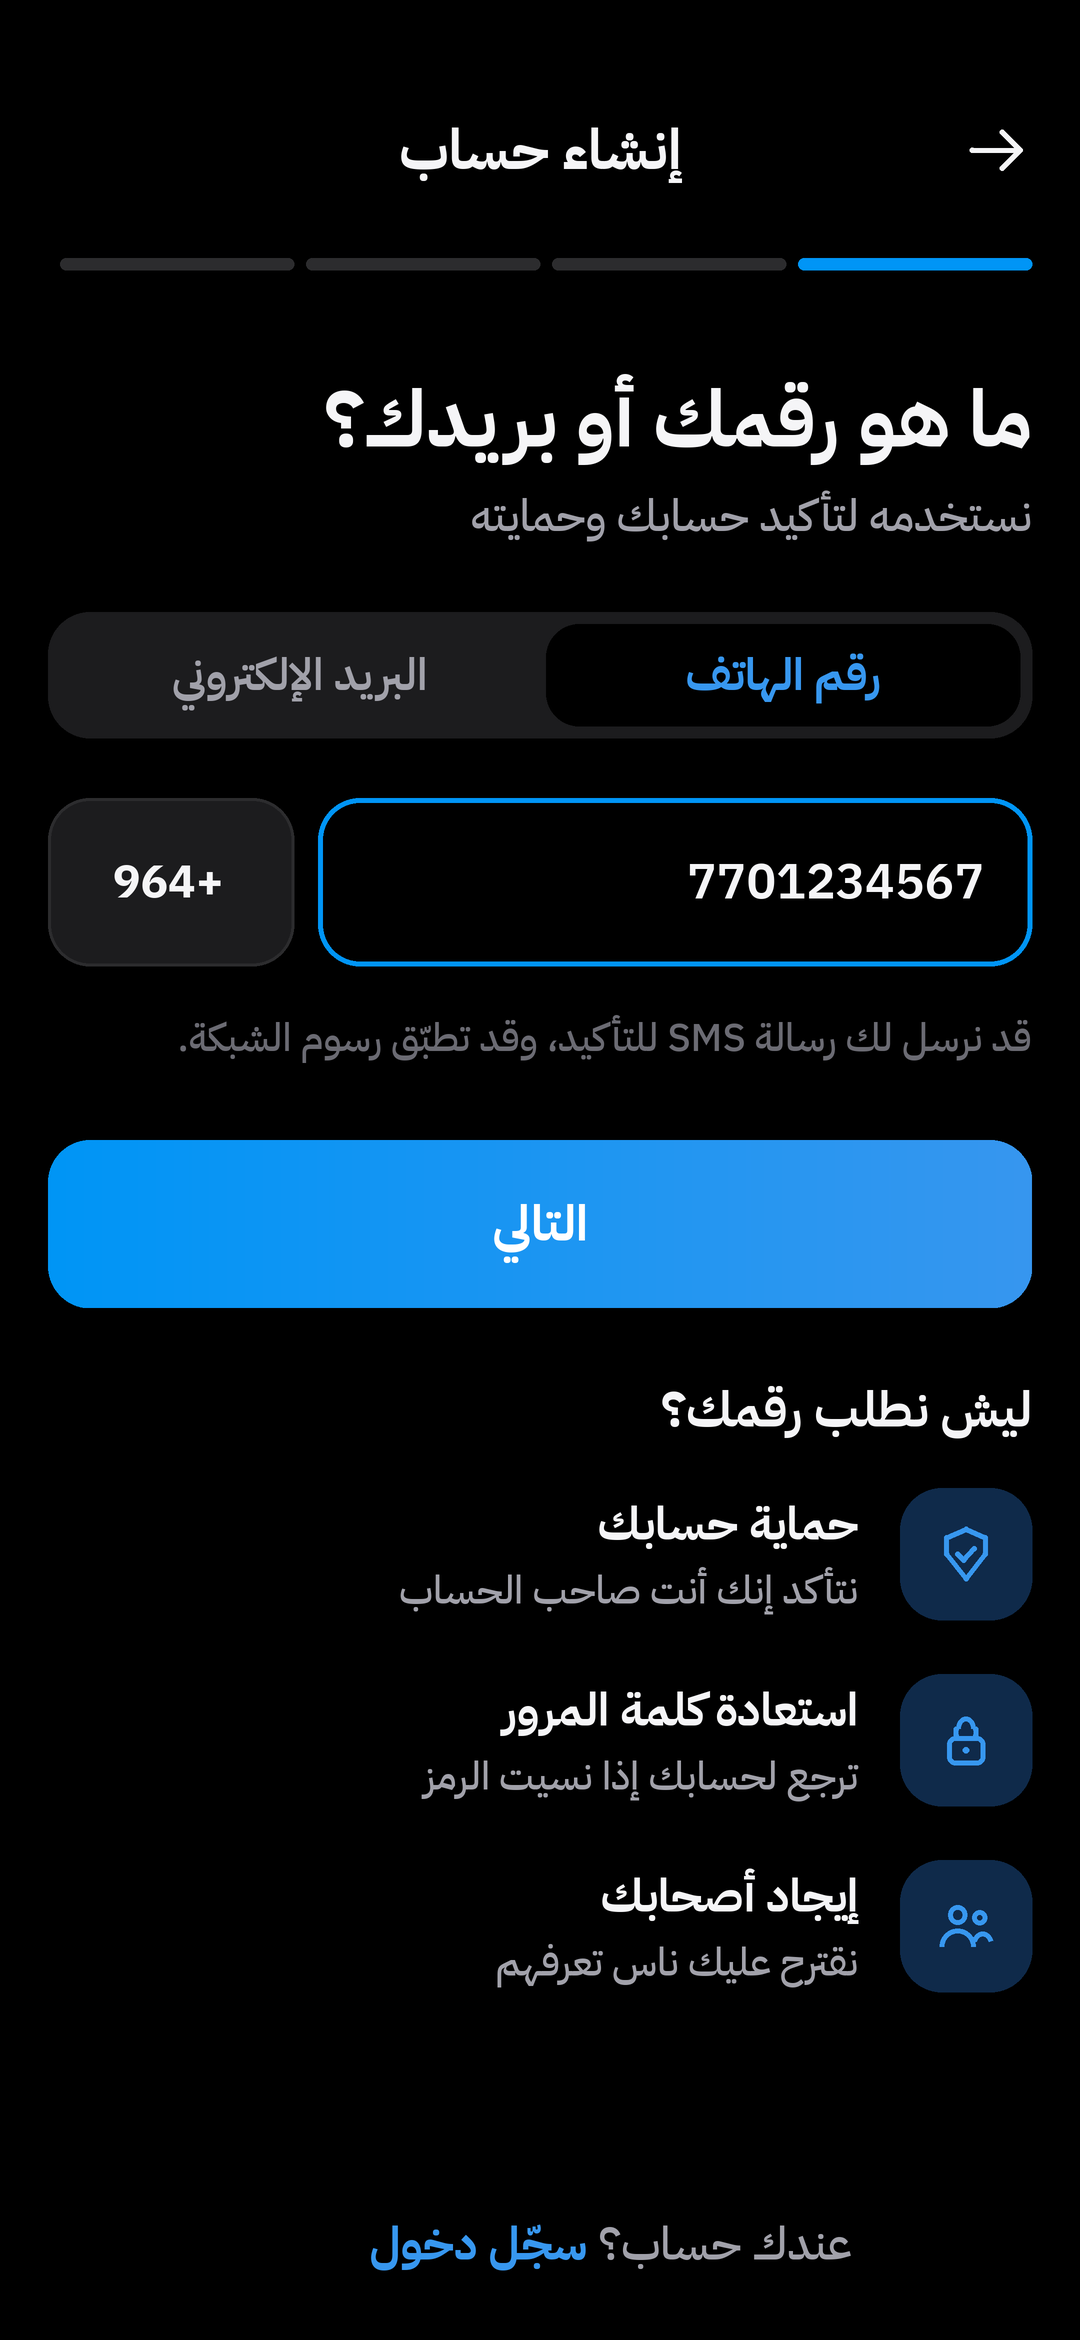 إنشاء حساب
ما هو رقمك أو بريدك؟
نستخدمه لتأكيد حسابك وحمايته
رقم الهاتف
البريد الإلكتروني
7701234567
964+
قد نرسل لك رسالة SMS للتأكيد، وقد تطبّق رسوم الشبكة.
التالي
ليش نطلب رقمك؟
حماية حسابك
نتأكد إنك أنت صاحب الحساب
استعادة كلمة المرور
ترجع لحسابك إذا نسيت الرمز
إيجاد أصحابك
نقترح عليك ناس تعرفهم
عندك حساب؟ سجّل دخول